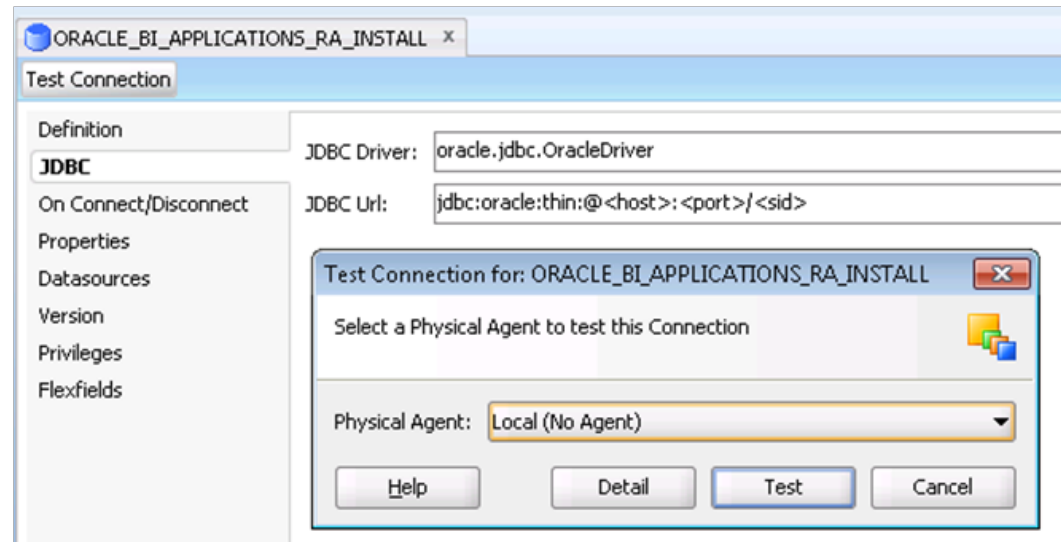 ORACLE_BI_APPLICATIONS_RA_INSTALL x
Test Connection
Definition
JDBC
On Connect/Disconnect
Properties
Datasources
Version
Privileges
Flexfields
JDBC Driver: oracle.jdbc.OracleDriver
JDBC Url: jdbc:oracle:thin:@<host>:<port>/<sid>
Test Connection for: ORACLE_BI_APPLICATIONS_RA_INSTALL
Select a Physical Agent to test this Connection
Physical Agent: Local (No Agent)
Help Detail Test Cancel